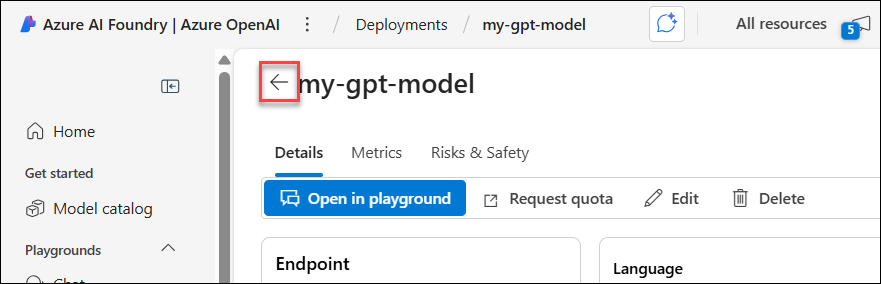 Azure AI Foundry | Azure OpenAI / Deployments / my-gpt-model All resources 5
my-gpt-model
Home
Get started
Model catalog
Playgrounds
Chat
Details Metrics Risks & Safety
Open in playground Request quota Edit Delete
Endpoint
Language